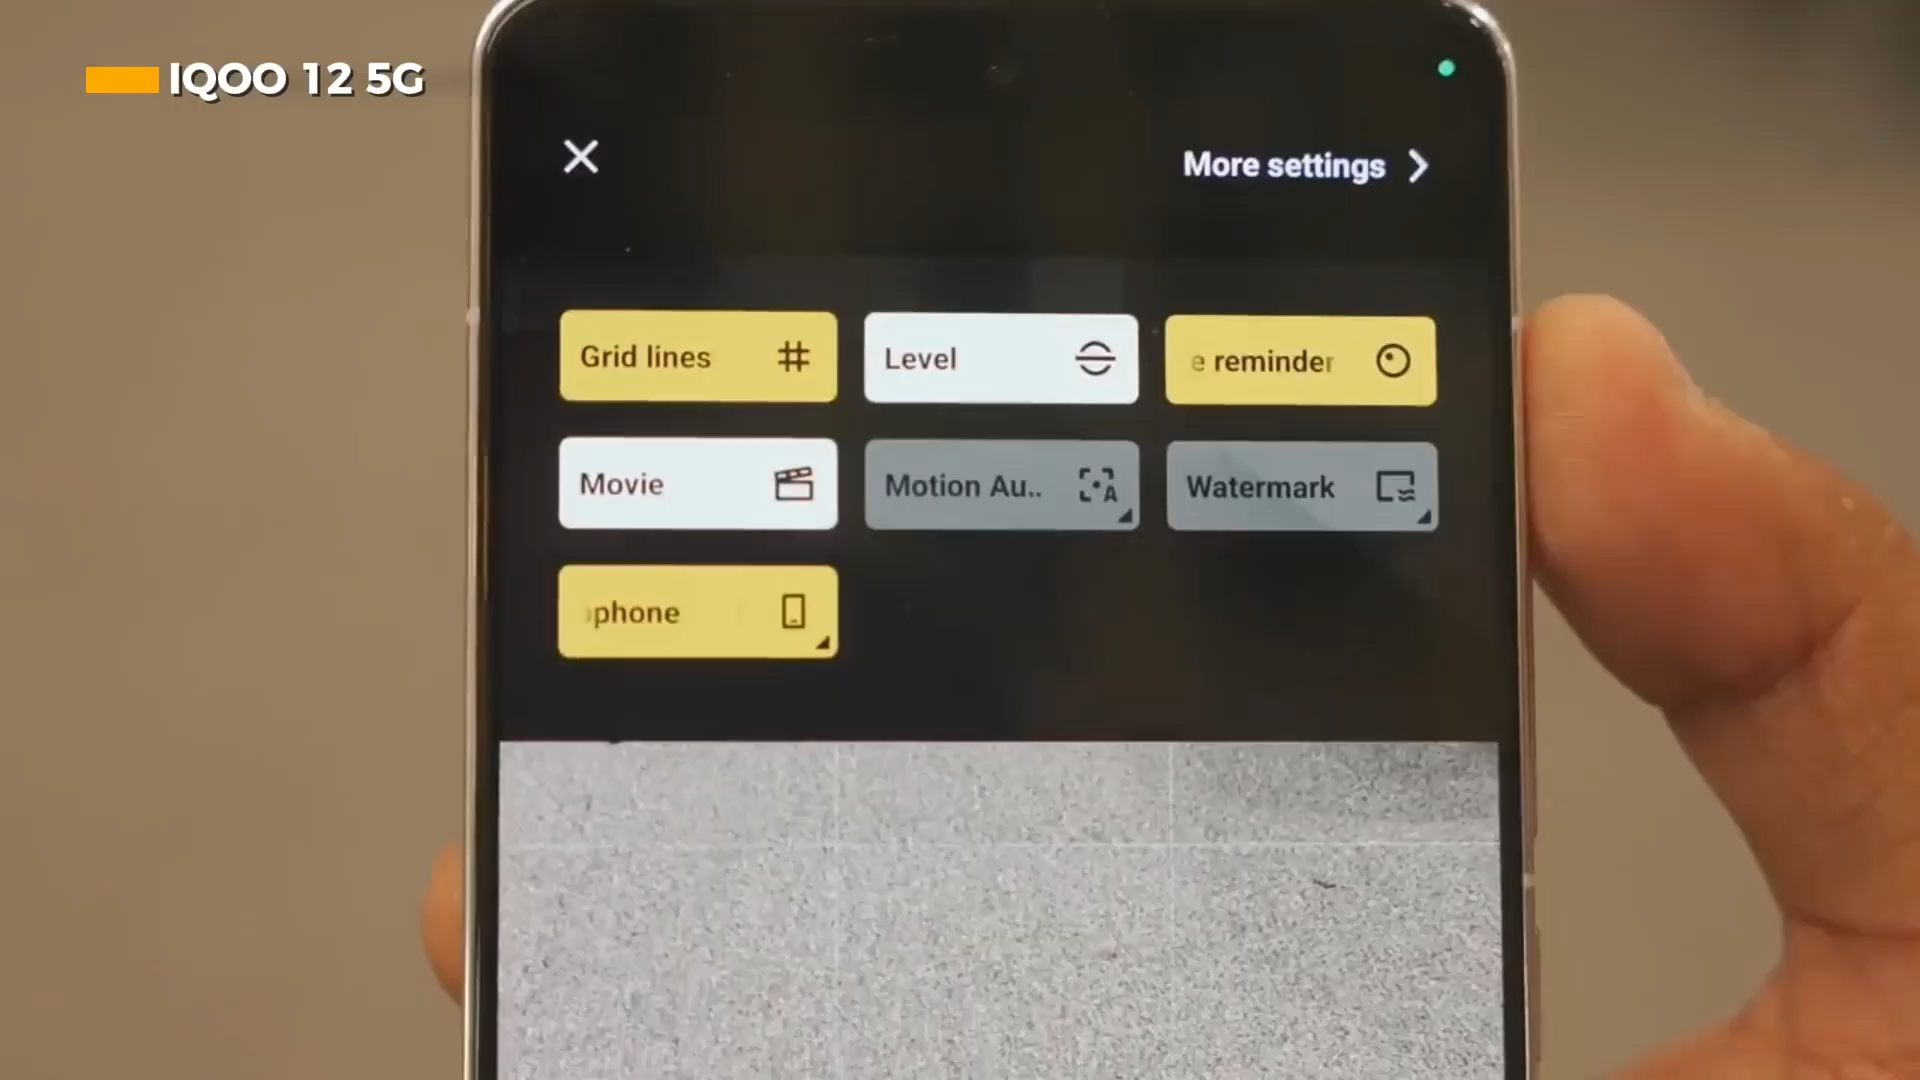 IQOO 12 5G
More settings
Grid lines
Level
e reminder
Movie
Motion Au..
Watermark
phone